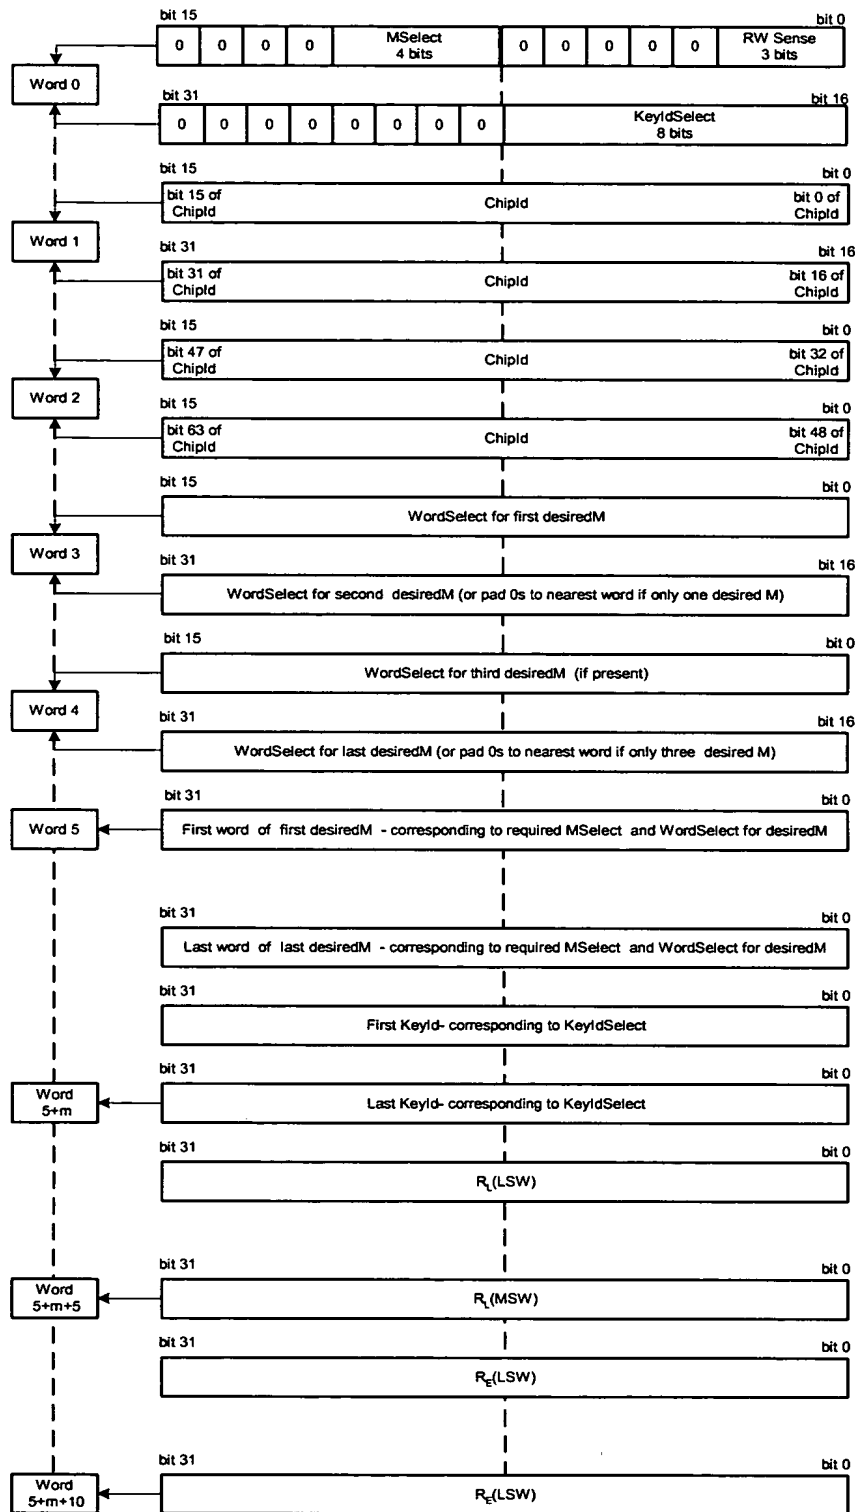 bit 15 bit 0
0 0 0 0 MSelect 4 bits 0 0 0 0 0 RW Sense 3 bits
Word 0
bit 31 bit 16
0 0 0 0 0 0 0 0 KeyIdSelect 8 bits
bit 15 bit 0
bit 15 of ChipId ChipId bit 0 of ChipId
Word 1
bit 31 bit 16
bit 31 of ChipId ChipId bit 16 of ChipId
bit 15 bit 0
bit 47 of ChipId ChipId bit 32 of ChipId
Word 2
bit 15 bit 0
bit 63 of ChipId ChipId bit 48 of ChipId
bit 15 bit 0
WordSelect for first desiredM
Word 3
bit 31 bit 16
WordSelect for second desiredM (or pad 0s to nearest word if only one desired M)
bit 15 bit 0
WordSelect for third desiredM (if present)
Word 4
bit 31 bit 16
WordSelect for last desiredM (or pad 0s to nearest word if only three desired M)
bit 31 bit 0
Word 5 First word of first desiredM - corresponding to required MSelect and WordSelect for desiredM
bit 31 bit 0
Last word of last desiredM - corresponding to required MSelect and WordSelect for desiredM
bit 31 bit 0
First KeyId- corresponding to KeyIdSelect
bit 31 bit 0
Word 5+m Last KeyId- corresponding to KeyIdSelect
bit 31 bit 0
R_L(LSW)
bit 31 bit 0
Word 5+m+5 R_L(MSW)
bit 31 bit 0
R_E(LSW)
bit 31 bit 0
Word 5+m+10 R_E(LSW)